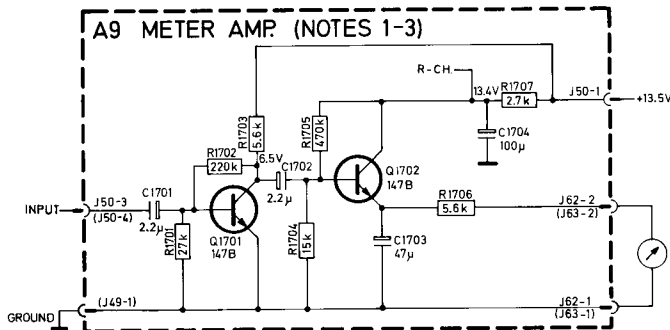 A9 METER AMP. (NOTES 1-3)
R-CH.
13.4V
R1707
2.7k
J50-1
+13.5V
R1703
5.6k
R1705
470k
C1704
100µ
R1702
220k
6.5V
C1702
2.2µ
Q1702
147B
INPUT
J50-3
(J50-4)
C1701
2.2µ
R1701
27k
Q1701
147B
R1704
15k
R1706
5.6k
J62-2
(J63-2)
C1703
47µ
GROUND
(J49-1)
J62-1
(J63-1)